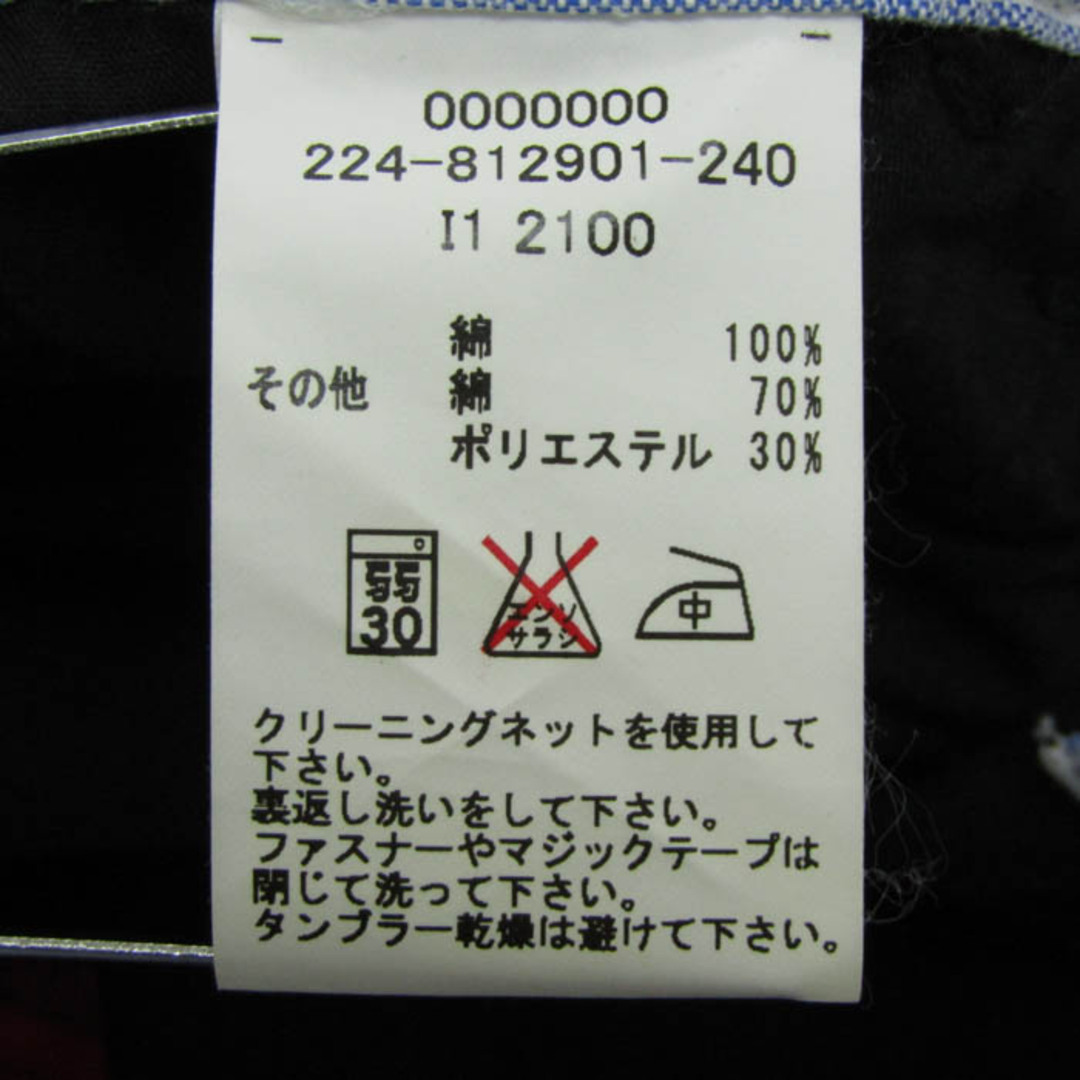 0000000
224-812901-240
I1 2100
綿 100%
その他 綿 70%
ポリエステル 30%
弱
30
エンソ
サラシ
中
クリーニングネットを使用して
下さい。
裏返し洗いをして下さい。
ファスナーやマジックテープは
閉じて洗って下さい。
タンブラー乾燥は避けて下さい。